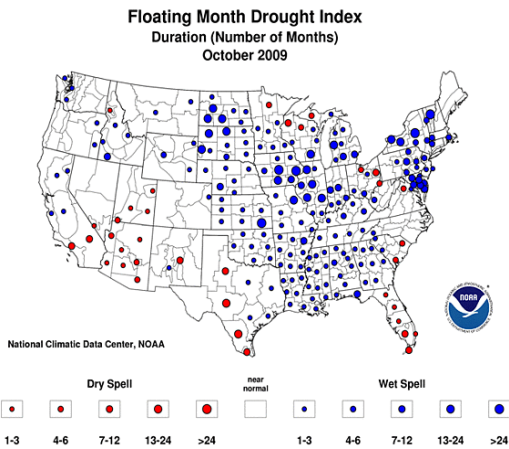 Floating Month Drought Index
Duration (Number of Months)
October 2009
NOAA
National Climatic Data Center, NOAA
Dry Spell
near
normal
Wet Spell
1-3 4-6 7-12 13-24 >24 1-3 4-6 7-12 13-24 >24